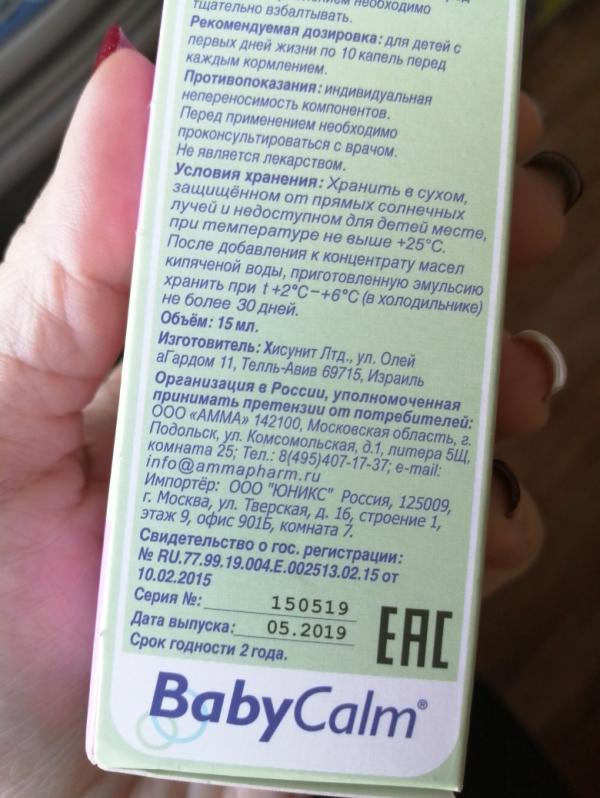 тщательно взбалтывать.
Рекомендуемая дозировка: для детей с
первых дней жизни по 10 капель перед
каждым кормлением.
Противопоказания: индивидуальная
непереносимость компонентов.
Перед применением необходимо
проконсультироваться с врачом.
Не является лекарством.
Условия хранения: Хранить в сухом,
защищённом от прямых солнечных
лучей и недоступном для детей месте,
при температуре не выше +25°С.
После добавления к концентрату масел
кипяченой воды, приготовленную эмульсию
хранить при t +2°С−+6°С (в холодильнике)
не более 30 дней.
Объём: 15 мл.
Изготовитель: Хисунит Лтд., ул. Олей
аГардом 11, Телль-Авив 69715, Израиль
Организация в России, уполномоченная
принимать претензии от потребителей:
ООО «АММА» 142100, Московская область, г.
Подольск, ул. Комсомольская, д.1, литера 5Щ,
комната 25; Тел.: 8(495)407-17-37; e-mail:
info@ammapharm.ru
Импортёр: ООО "ЮНИКС" Россия, 125009,
г. Москва, ул. Тверская, д. 16, строение 1,
этаж 9, офис 901Б, комната 7.
Свидетельство о гос. регистрации:
№ RU.77.99.19.004.Е.002513.02.15 от
10.02.2015
Серия №: 150519
Дата выпуска: 05.2019
Срок годности 2 года.
EAC
BabyCalm®